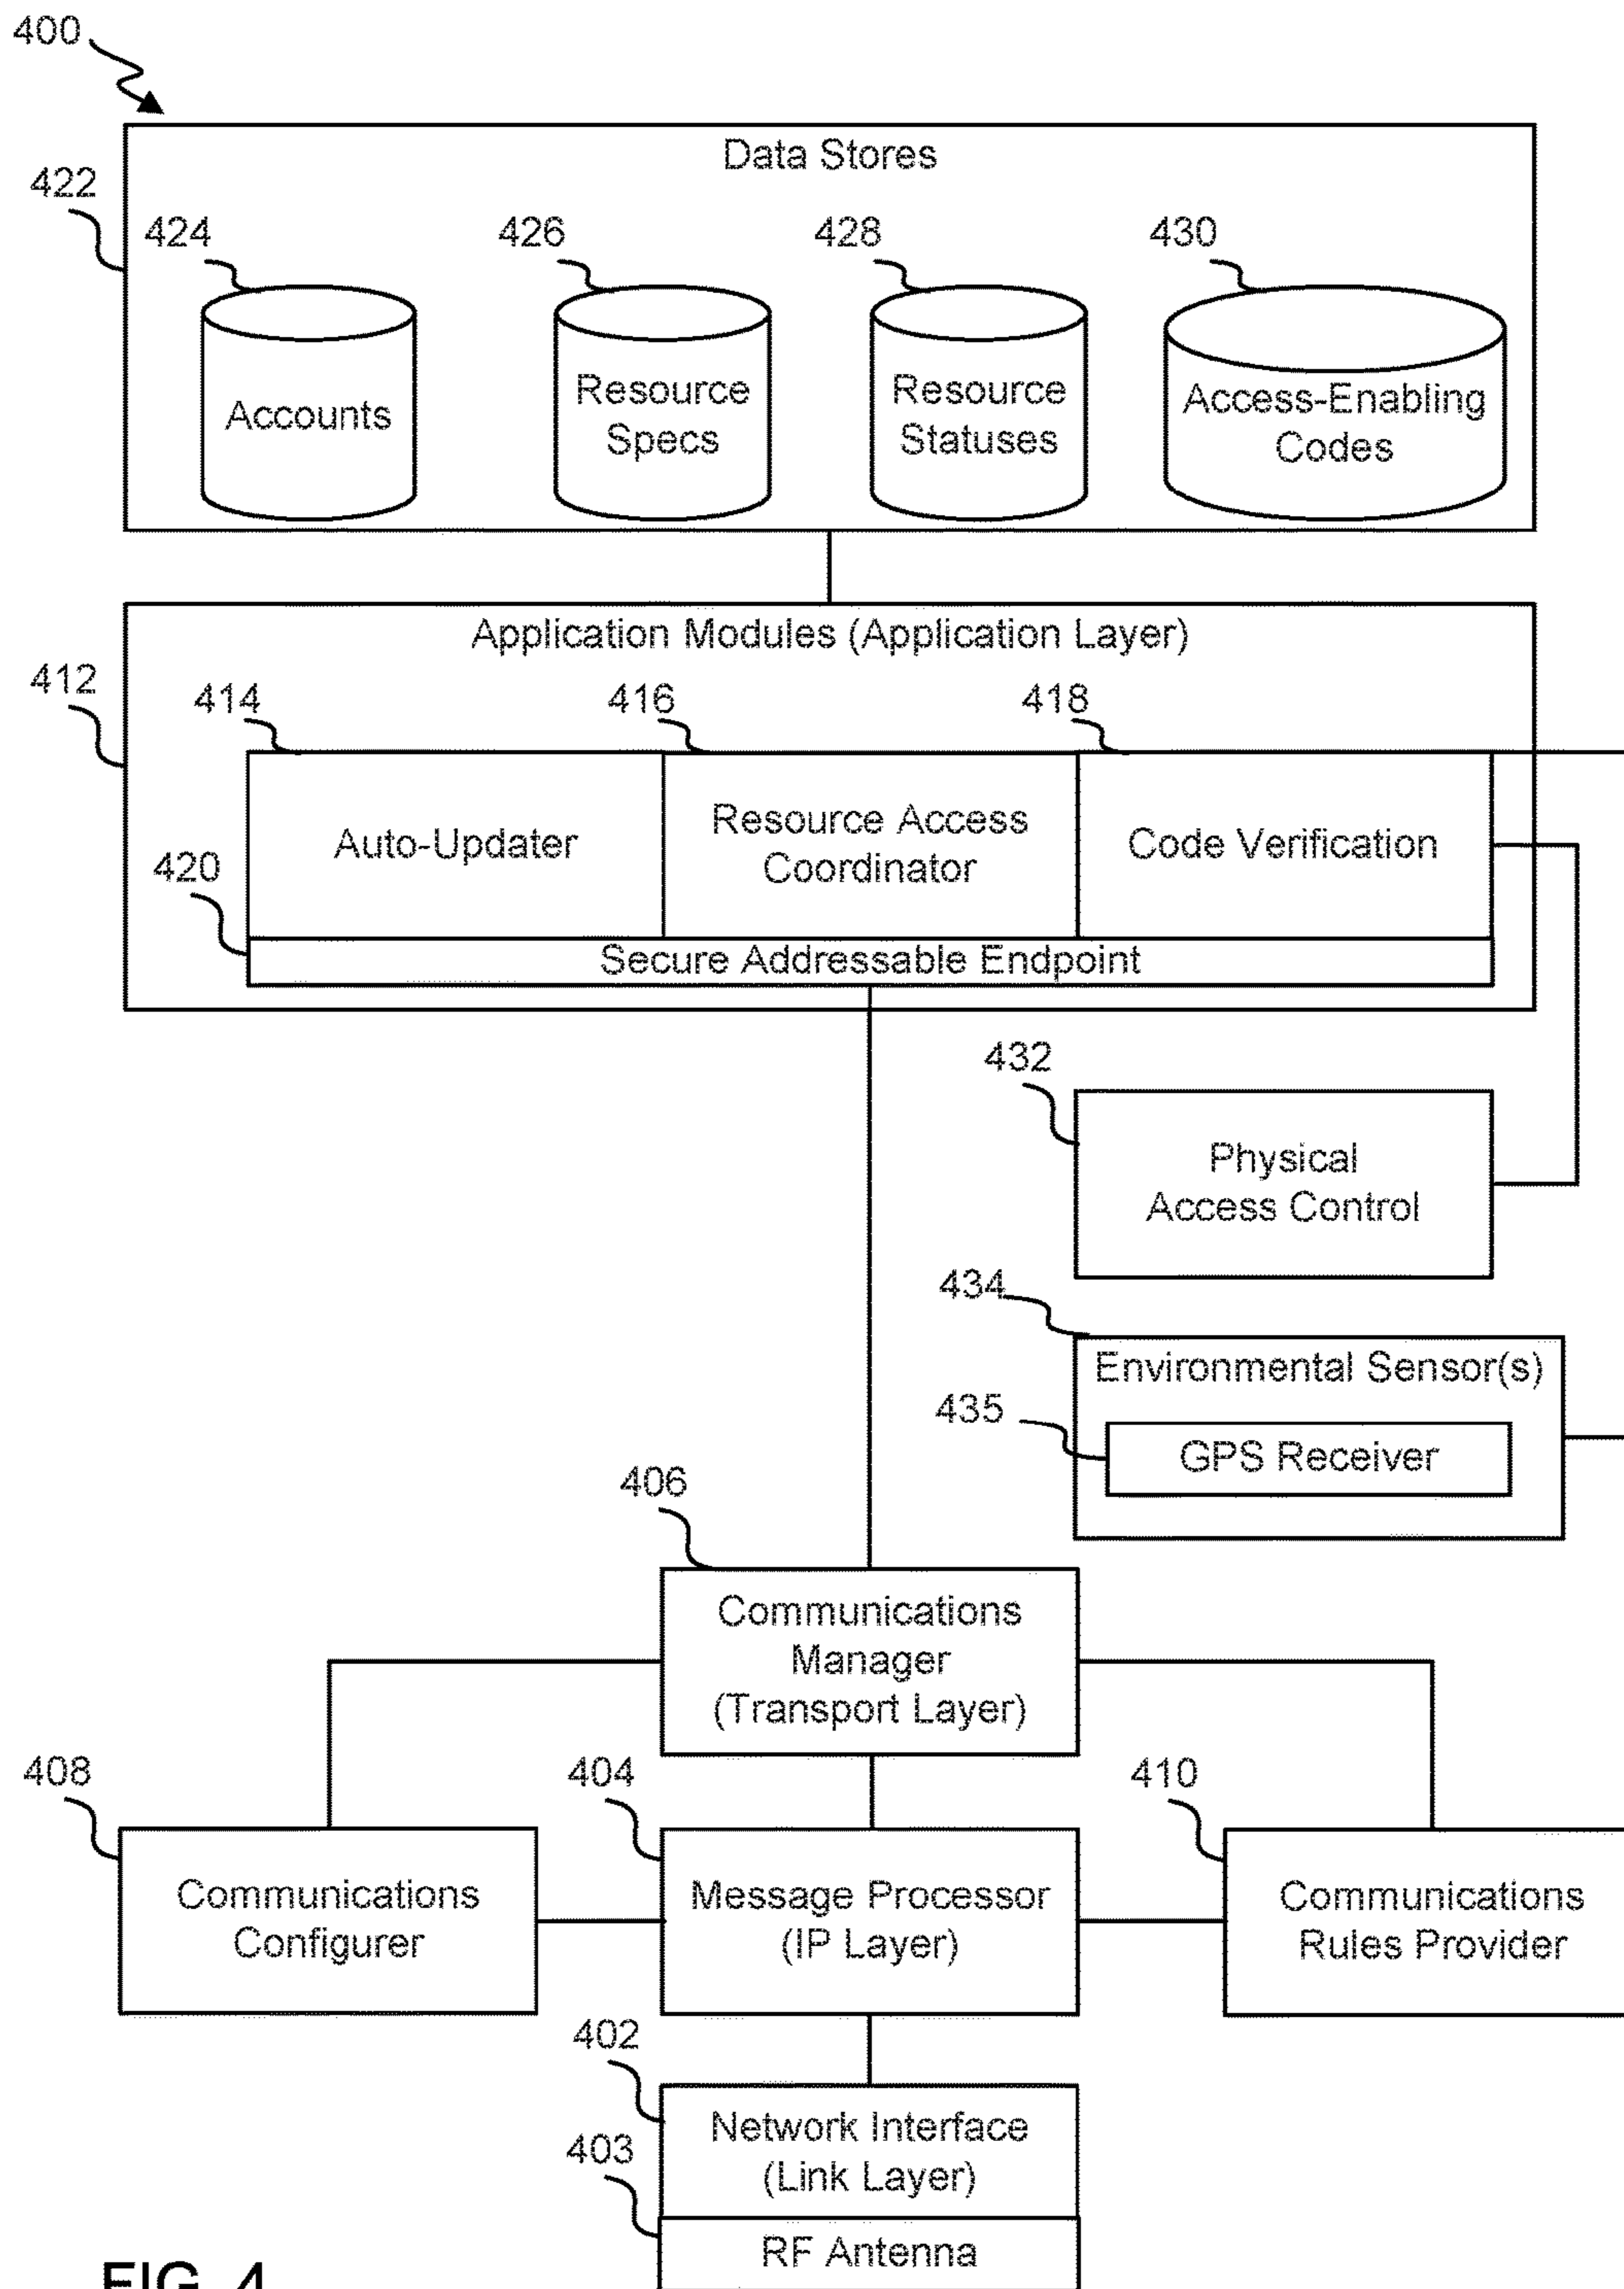 400
Data Stores
422
424
426
428
430
Accounts
Resource
Specs
Resource
Statuses
Access-Enabling
Codes
Application Modules (Application Layer)
412
414
416
418
Auto-Updater
Resource Access
Coordinator
Code Verification
420
Secure Addressable Endpoint
432
Physical
Access Control
434
Environmental Sensor(s)
435
GPS Receiver
406
Communications
Manager
(Transport Layer)
408
404
410
Communications
Configurer
Message Processor
(IP Layer)
Communications
Rules Provider
402
Network Interface
(Link Layer)
403
RF Antenna
FIG. 4